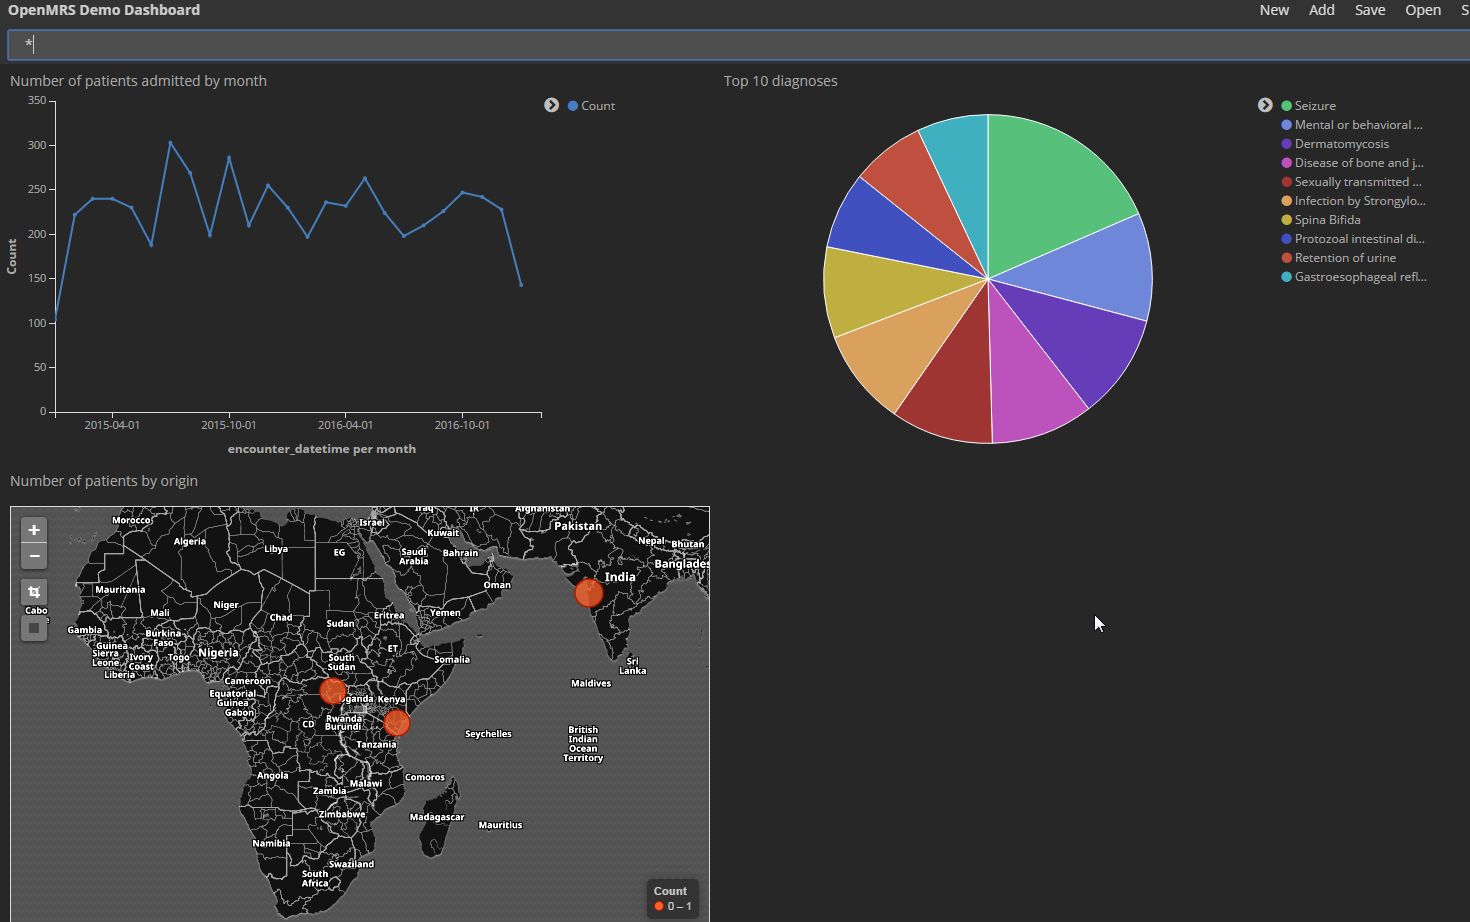 OpenMRS Demo Dashboard
New Add Save Open S
*
Number of patients admitted by month
350
300
250
200
150
100
50
0
Count
2015-04-01 2015-10-01 2016-04-01 2016-10-01
encounter_datetime per month
Count
Top 10 diagnoses
Seizure
Mental or behavioral ...
Dermatomycosis
Disease of bone and j...
Sexually transmitted ...
Infection by Strongylo...
Spina Bifida
Protozoal intestinal di...
Retention of urine
Gastroesophageal refl...
Number of patients by origin
+
−
Morocco
Israel
Iraq
IR
Afghanistan
Pakistan
Kuwait
Algeria
Libya
EG
Saudi
Arabia
Bahrain
Nepal
Bhutan
Banglades
India
Oman
Mauritania
Cabo
Mali
Niger
Chad
Sudan
Eritrea
Yemen
Gambia
Burkina
Faso
Guinea
Sierra
Leone
Ivory
Coast
Togo
Nigeria
Liberia
ET
South
Sudan
Somalia
Sri
Lanka
Cameroon
Maldives
Equatorial
Guinea
Gabon
Uganda
Kenya
CD
Rwanda
Burundi
Tanzania
Seychelles
British
Indian
Ocean
Territory
Angola
Zambia
Malawi
Comoros
Zimbabwe
Madagascar
Mauritius
Namibia
Swaziland
South
Africa
Count
0 – 1